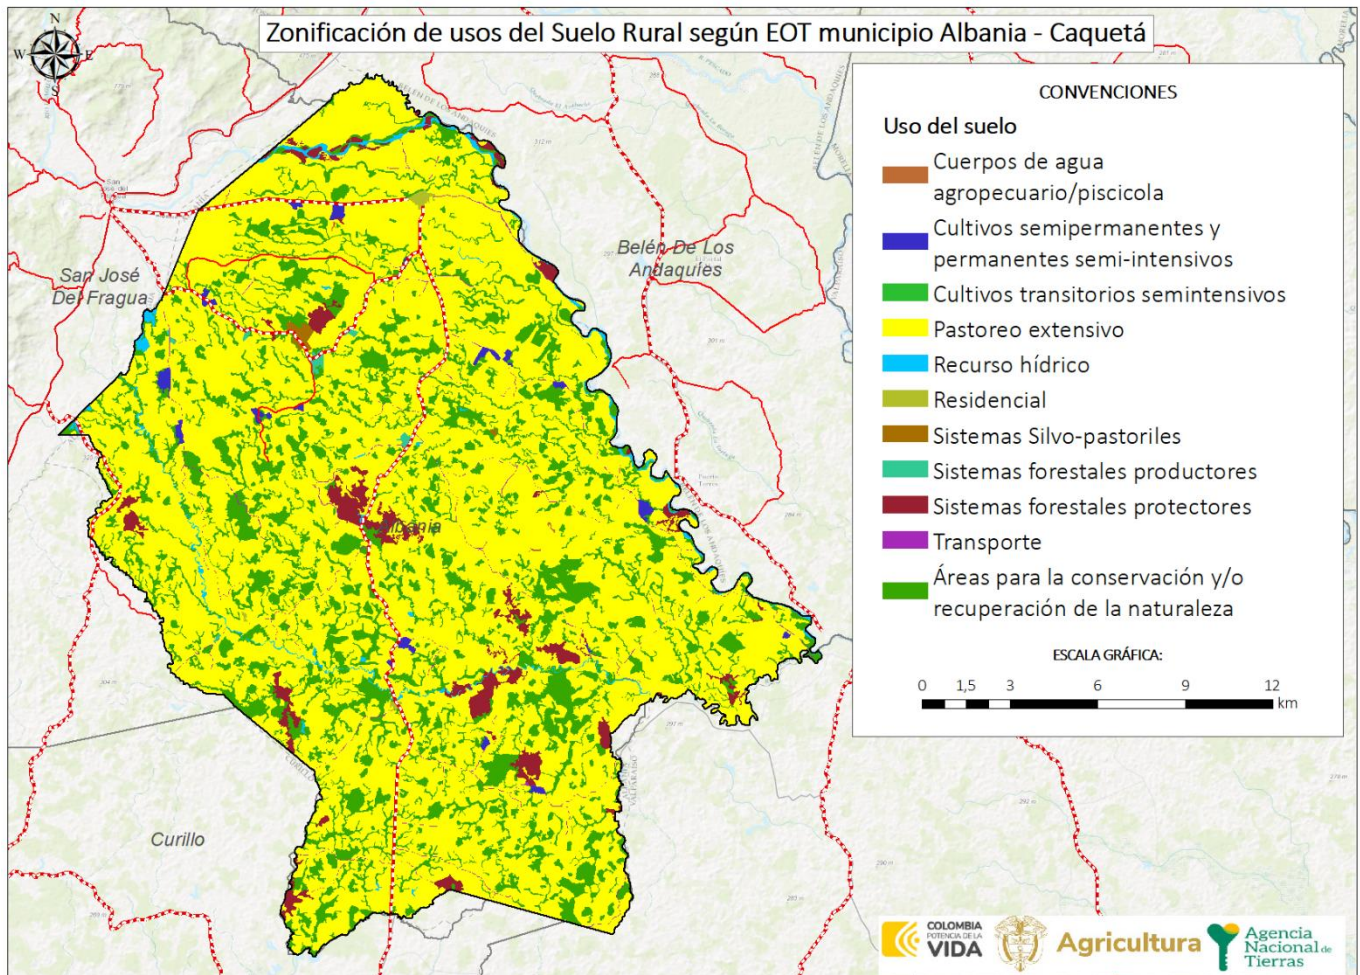 Zonificación de usos del Suelo Rural según EOT municipio Albania - Caquetá
N
W
E
S
CONVENCIONES
Uso del suelo
Cuerpos de agua
agropecuario/piscicola
Cultivos semipermanentes y
permanentes semi-intensivos
Cultivos transitorios semintensivos
Pastoreo extensivo
Recurso hídrico
Residencial
Sistemas Silvo-pastoriles
Sistemas forestales productores
Sistemas forestales protectores
Transporte
Áreas para la conservación y/o
recuperación de la naturaleza
ESCALA GRÁFICA:
0 1,5 3 6 9 12
km
Belén De Los
Andaquíes
San José
Del Fragua
Albania
Curillo
COLOMBIA
POTENCIA DE LA
VIDA
Agricultura
Agencia
Nacional de
Tierras